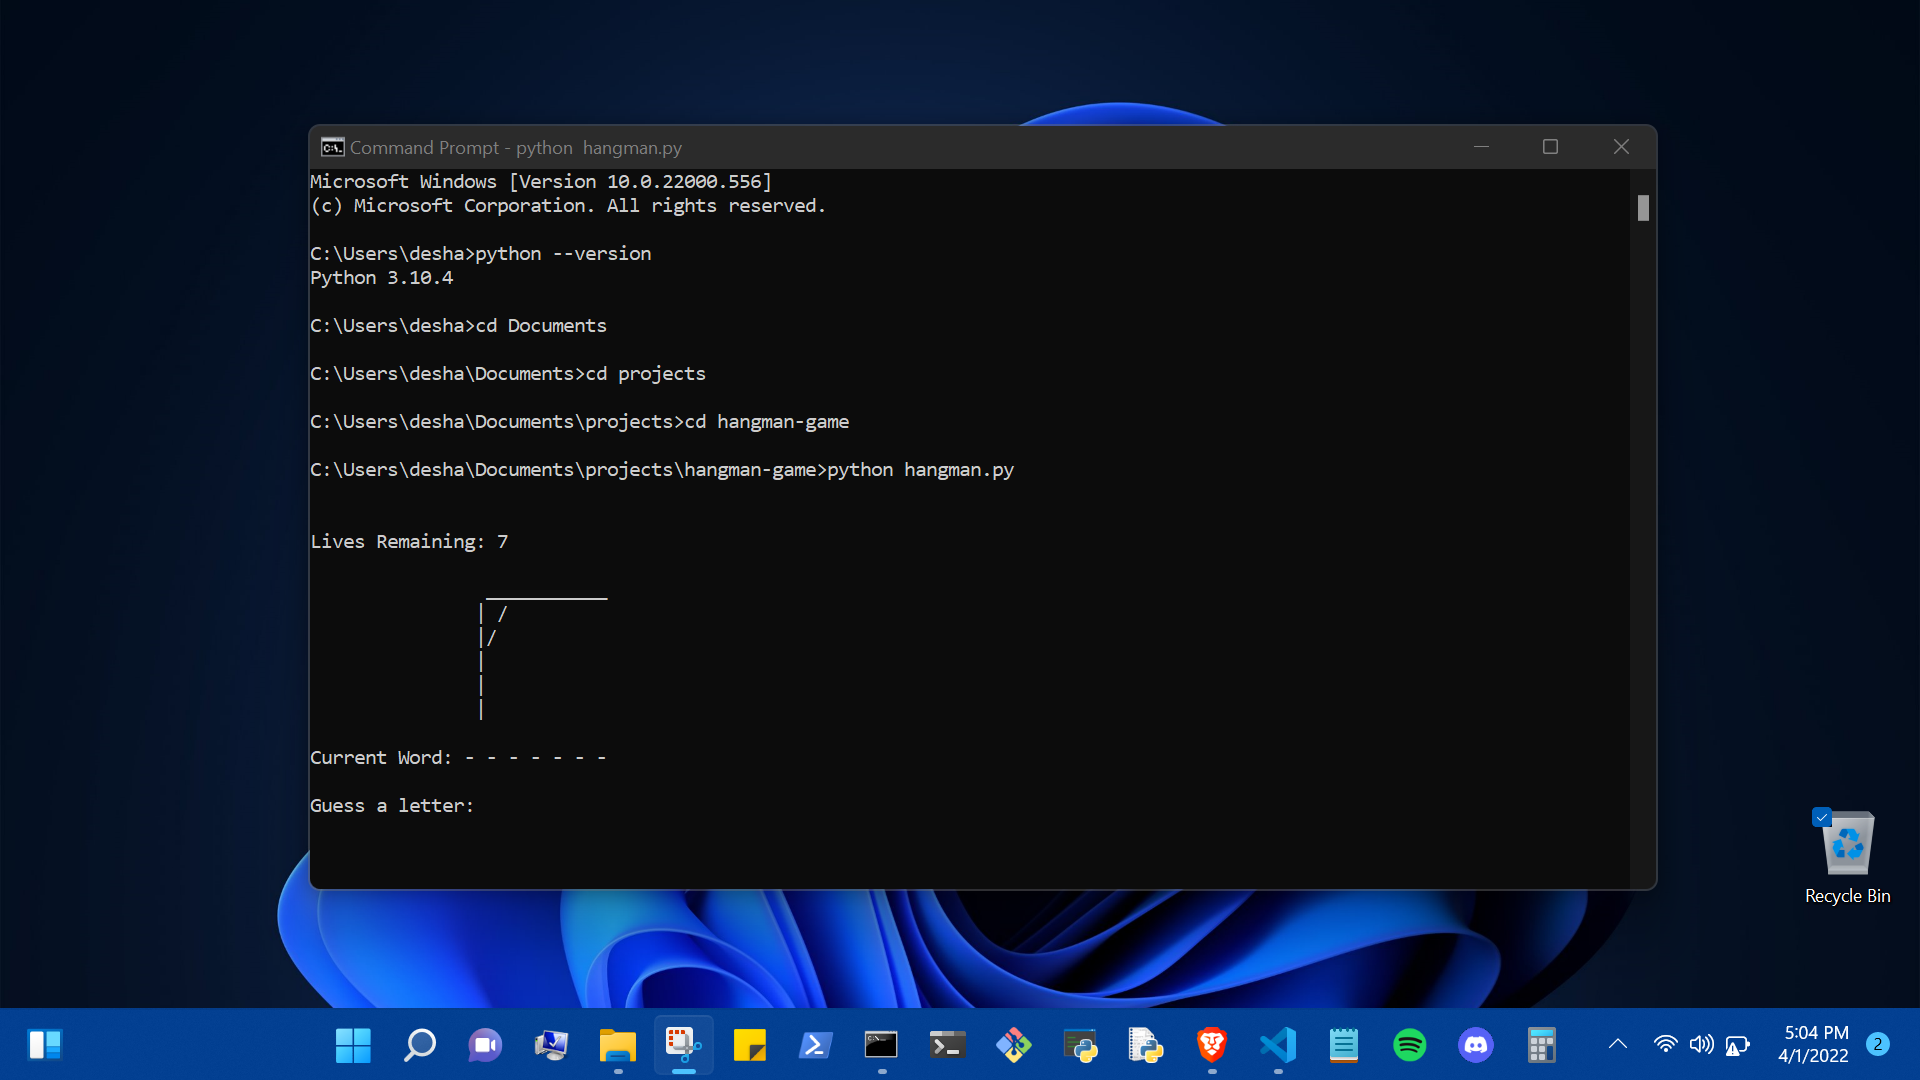 Command Prompt - python  hangman.py
Microsoft Windows [Version 10.0.22000.556]
(c) Microsoft Corporation. All rights reserved.
C:\Users\desha>python --version
Python 3.10.4
C:\Users\desha>cd Documents
C:\Users\desha\Documents>cd projects
C:\Users\desha\Documents\projects>cd hangman-game
C:\Users\desha\Documents\projects\hangman-game>python hangman.py
Lives Remaining: 7
___________
| /
|/
|
|
|
Current Word: - - - - - - -
Guess a letter:
Recycle Bin
5:04 PM
4/1/2022
2